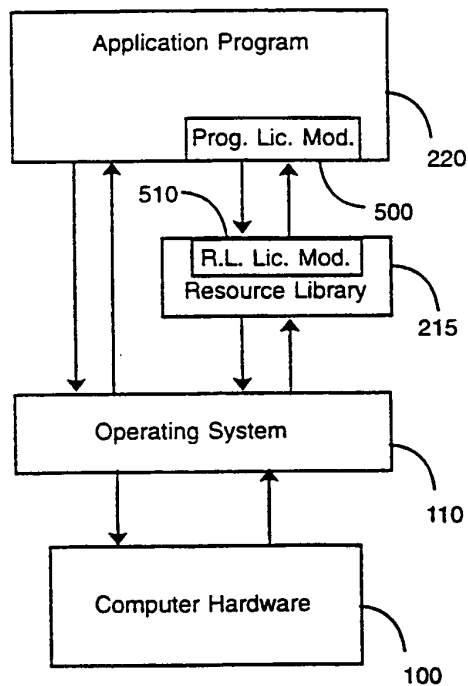 Application Program
Prog. Lic. Mod.
220
500
510
R.L. Lic. Mod.
Resource Library
215
Operating System
110
Computer Hardware
100